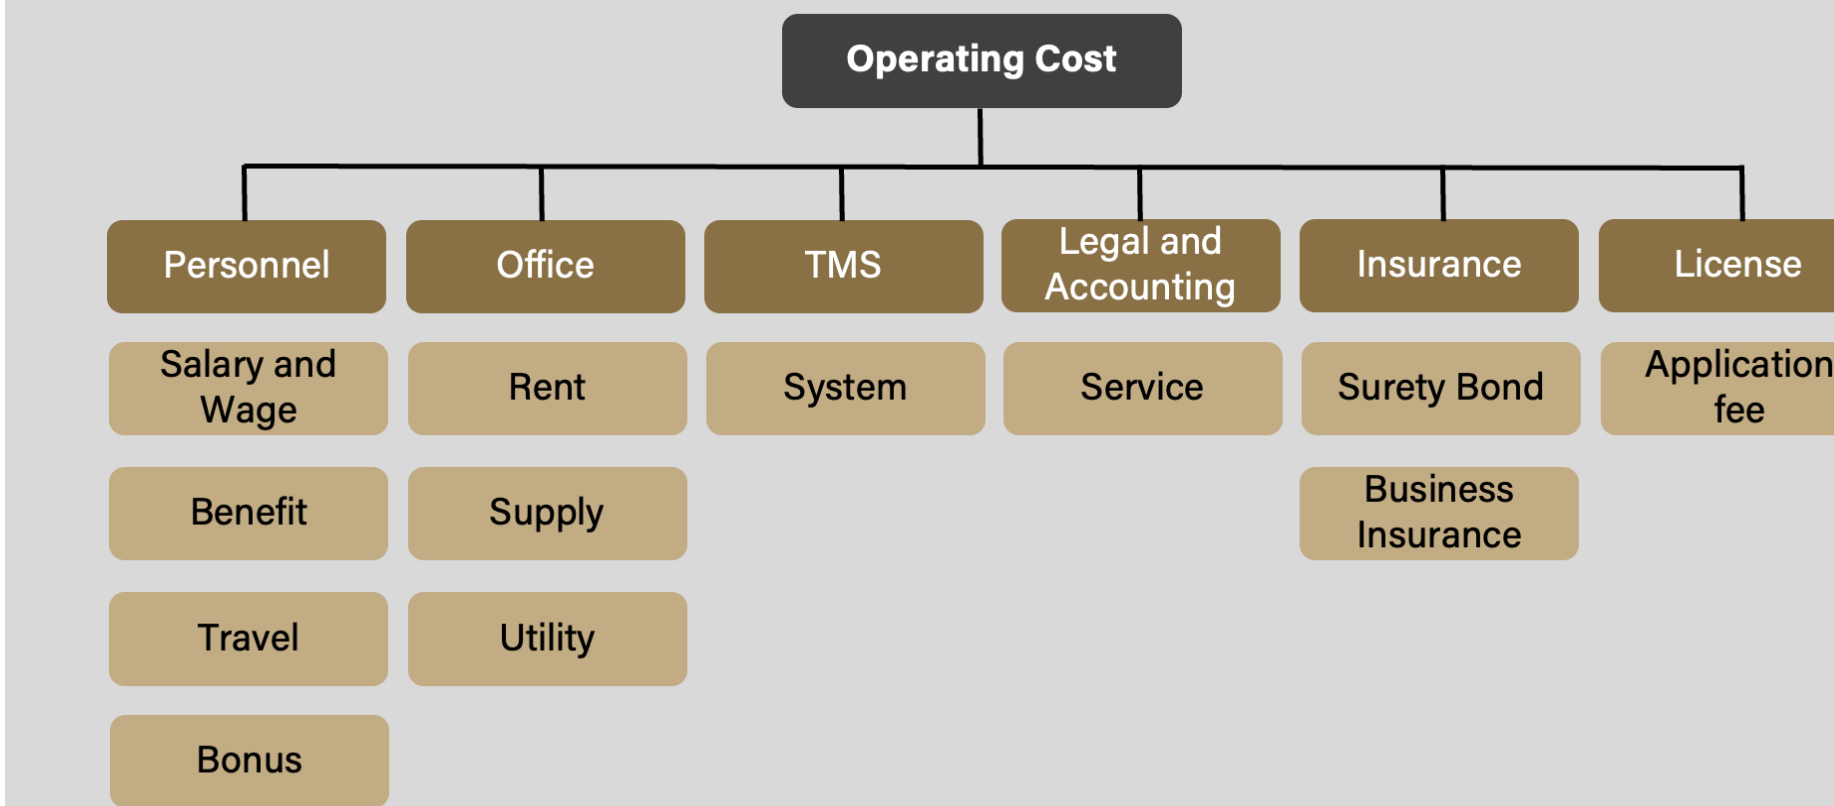 Operating Cost
Personnel
Office
TMS
Legal and
Accounting
Insurance
License
Salary and
Wage
Rent
System
Service
Surety Bond
Application
fee
Benefit
Supply
Business
Insurance
Travel
Utility
Bonus